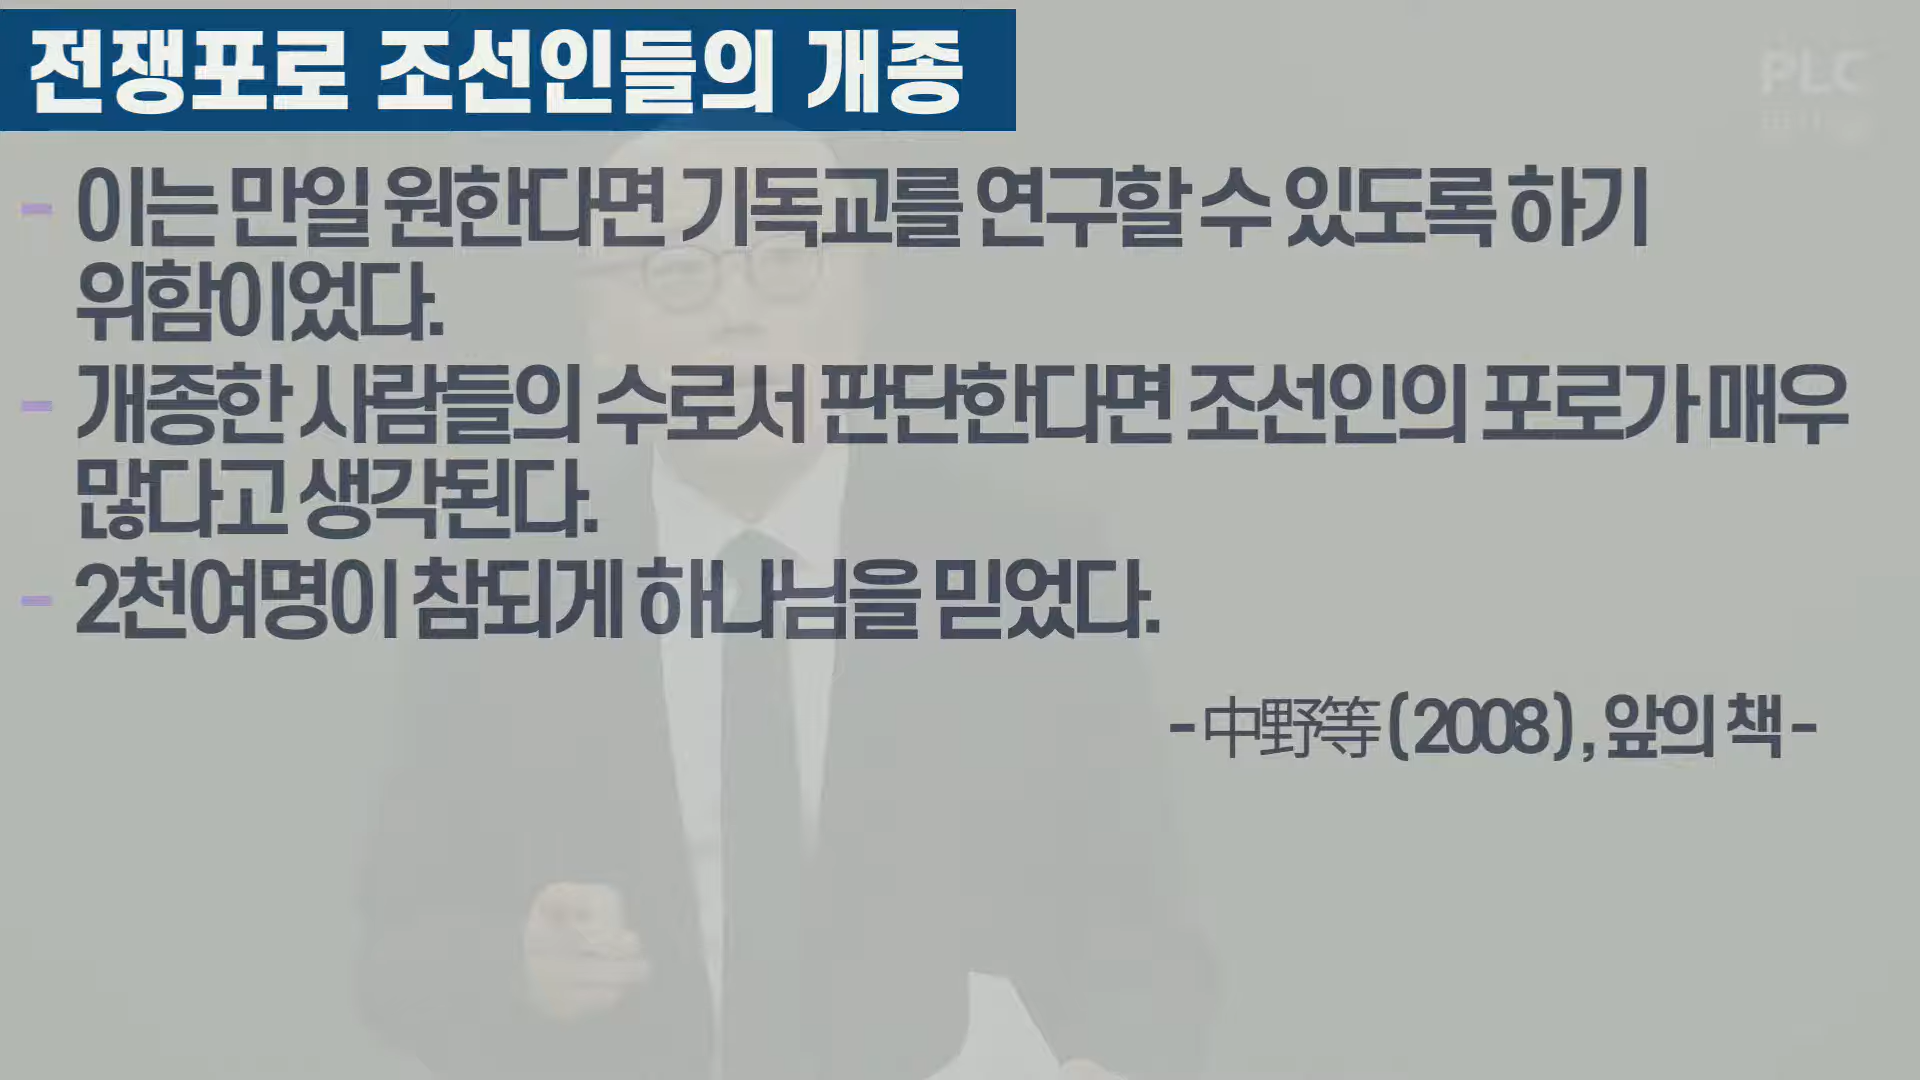 전쟁포로 조선인들의 개종
PLC
- 이는 만일 원한다면 기독교를 연구할 수 있도록 하기
위함이었다.
- 개종한 사람들의 수로서 판단한다면 조선인의 포로가 매우
많다고 생각된다.
- 2천여명이 참되게 하나님을 믿었다.
- 中野等 (2008), 앞의 책 -